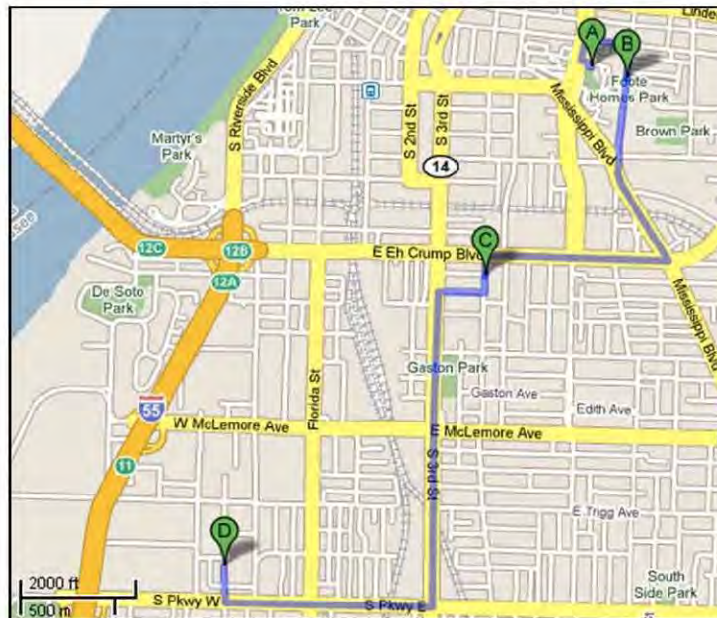 Tom Lee
Park
Linde
A
B
Foote
Homes Park
S Riverside Blvd
S 2nd St
S 3rd St
Mississippi Blvd
Brown Park
Martyr's
Park
14
12C
12B
E Eh Crump Blvd
C
12A
De Soto
Park
Mississippi Blvd
Gaston Park
Florida St
Gaston Ave
55
Edith Ave
W McLemore Ave
E McLemore Ave
11
S 3rd St
E Trigg Ave
D
2000 ft
500 m
S Pkwy W
S Pkwy E
South
Side Park